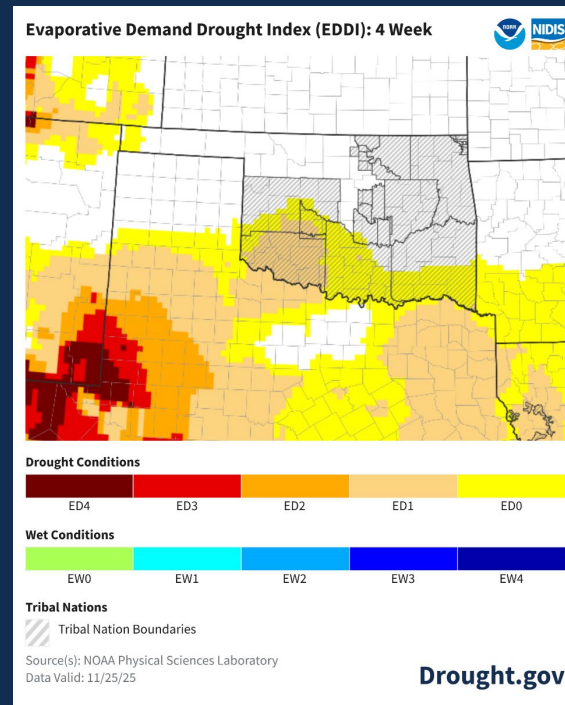 Evaporative Demand Drought Index (EDDI): 4 Week
NOAA
NIDIS
Drought Conditions
ED4 ED3 ED2 ED1 ED0
Wet Conditions
EW0 EW1 EW2 EW3 EW4
Tribal Nations
Tribal Nation Boundaries
Source(s): NOAA Physical Sciences Laboratory
Data Valid: 11/25/25
Drought.gov